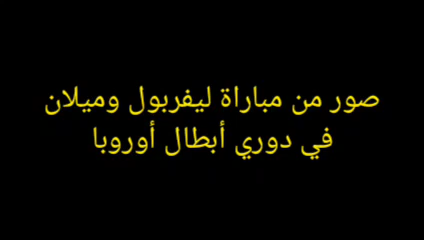 صور من مباراة ليفربول وميلان
في دوري أبطال أوروبا